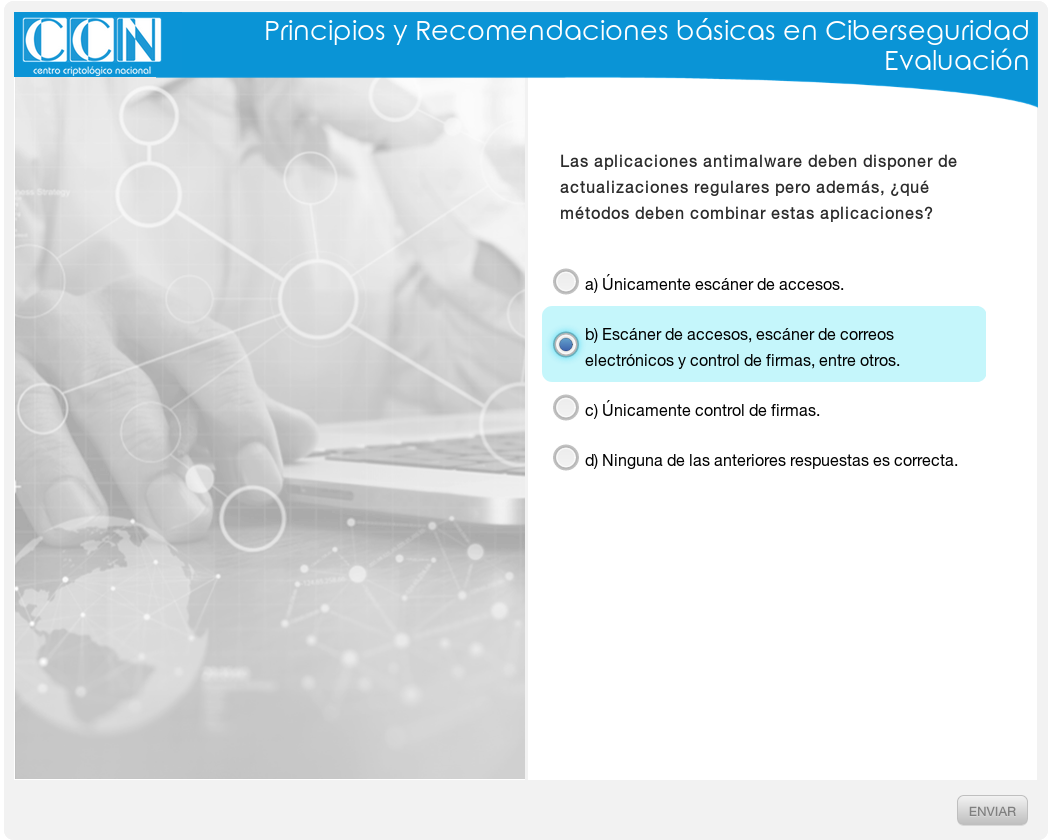 CCN
centro criptológico nacional
Principios y Recomendaciones básicas en Ciberseguridad
Evaluación
ness Strategy
Las aplicaciones antimalware deben disponer de
actualizaciones regulares pero además, ¿qué
métodos deben combinar estas aplicaciones?
a) Únicamente escáner de accesos.
b) Escáner de accesos, escáner de correos
electrónicos y control de firmas, entre otros.
c) Únicamente control de firmas.
d) Ninguna de las anteriores respuestas es correcta.
ENVIAR